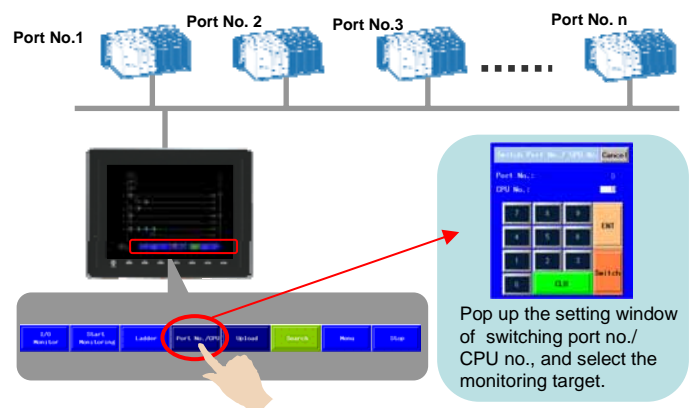 Port No.1
Port No. 2
Port No.3
Port No. n
Switch Port No./ CPU No. Cancel
Port No.: 0
CPU No.:
7 8 9
ENT
4 5 6
1 2 3
Switch
0 CLR
I/O Monitor
Start Monitoring
Ladder
Port No./CPU
Upload
Search
Menu
Stop
Pop up the setting window
of switching port no./
CPU no., and select the
monitoring target.